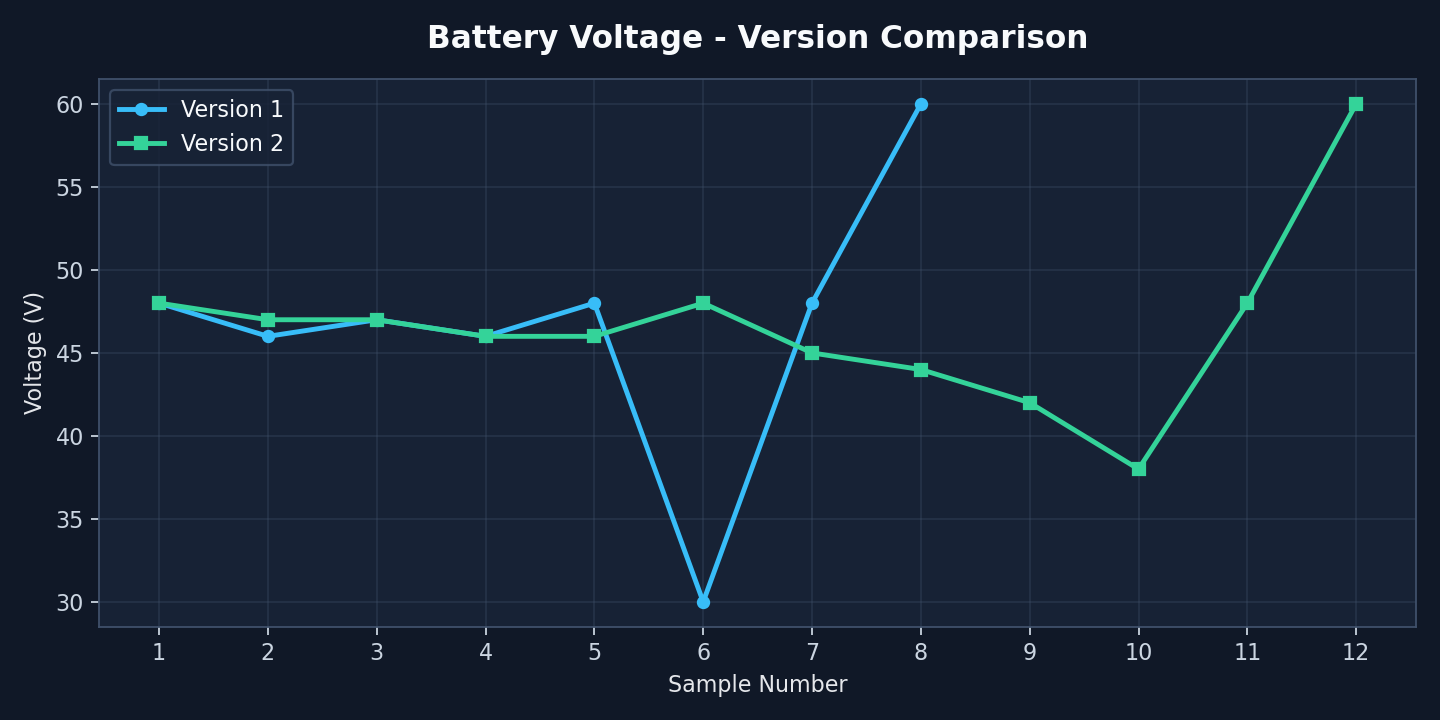 Battery Voltage - Version Comparison
Version 1
Version 2
60
55
50
45
40
35
30
Voltage (V)
1 2 3 4 5 6 7 8 9 10 11 12
Sample Number